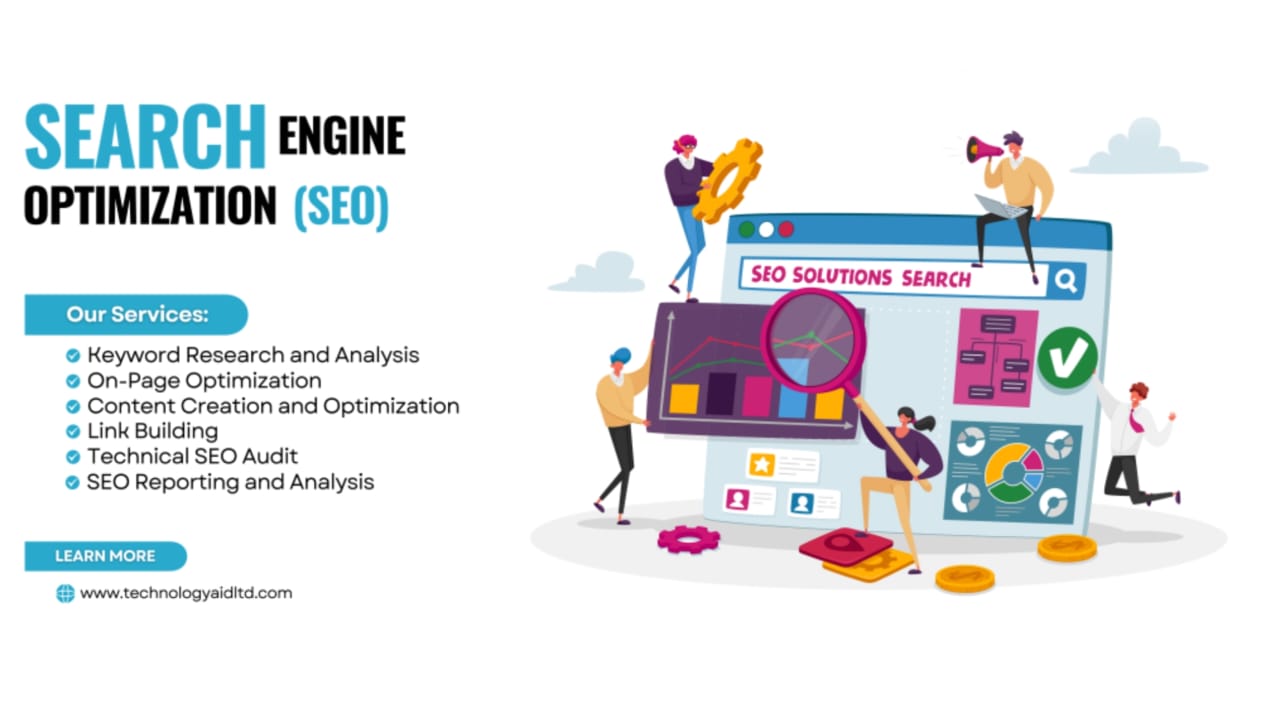 SEARCH ENGINE
OPTIMIZATION (SEO)
Our Services:
Keyword Research and Analysis
On-Page Optimization
Content Creation and Optimization
Link Building
Technical SEO Audit
SEO Reporting and Analysis
LEARN MORE
www.technologyaidltd.com
SEO SOLUTIONS SEARCH